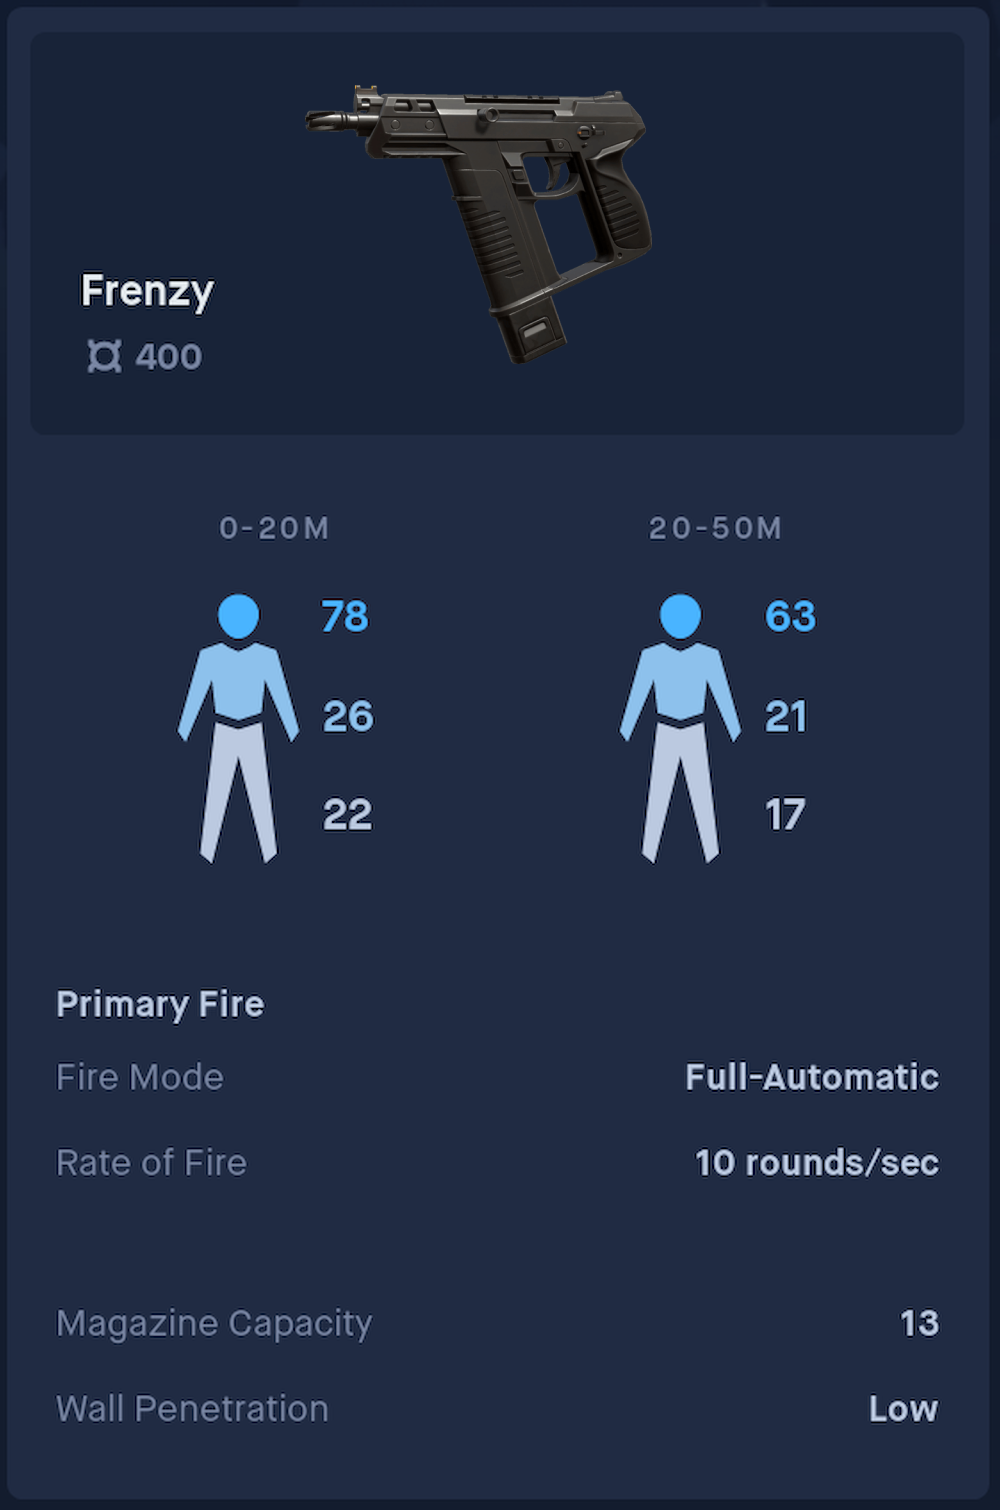 Frenzy
¤ 400
0-20M 20-50M
78 63
26 21
22 17
Primary Fire
Fire Mode Full-Automatic
Rate of Fire 10 rounds/sec
Magazine Capacity 13
Wall Penetration Low